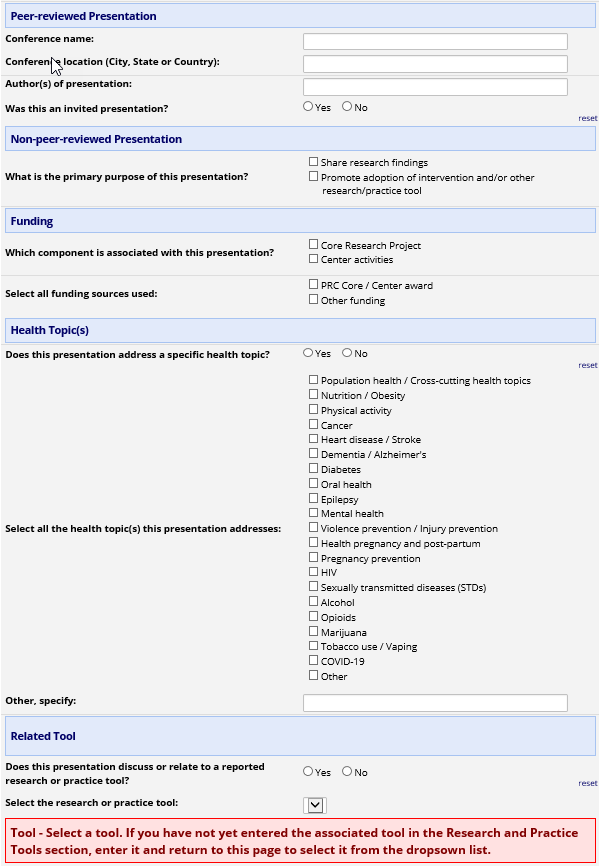 Peer-reviewed Presentation
Conference name:
Conference location (City, State or Country):
Author(s) of presentation:
Was this an invited presentation?
Yes No
reset
Non-peer-reviewed Presentation
What is the primary purpose of this presentation?
Share research findings
Promote adoption of intervention and/or other
research/practice tool
Funding
Which component is associated with this presentation?
Core Research Project
Center activities
Select all funding sources used:
PRC Core / Center award
Other funding
Health Topic(s)
Does this presentation address a specific health topic?
Yes No
reset
Select all the health topic(s) this presentation addresses:
Population health / Cross-cutting health topics
Nutrition / Obesity
Physical activity
Cancer
Heart disease / Stroke
Dementia / Alzheimer's
Diabetes
Oral health
Epilepsy
Mental health
Violence prevention / Injury prevention
Health pregnancy and post-partum
Pregnancy prevention
HIV
Sexually transmitted diseases (STDs)
Alcohol
Opioids
Marijuana
Tobacco use / Vaping
COVID-19
Other
Other, specify:
Related Tool
Does this presentation discuss or relate to a reported
research or practice tool?
Yes No
reset
Select the research or practice tool:
Tool - Select a tool. If you have not yet entered the associated tool in the Research and Practice
Tools section, enter it and return to this page to select it from the dropsown list.